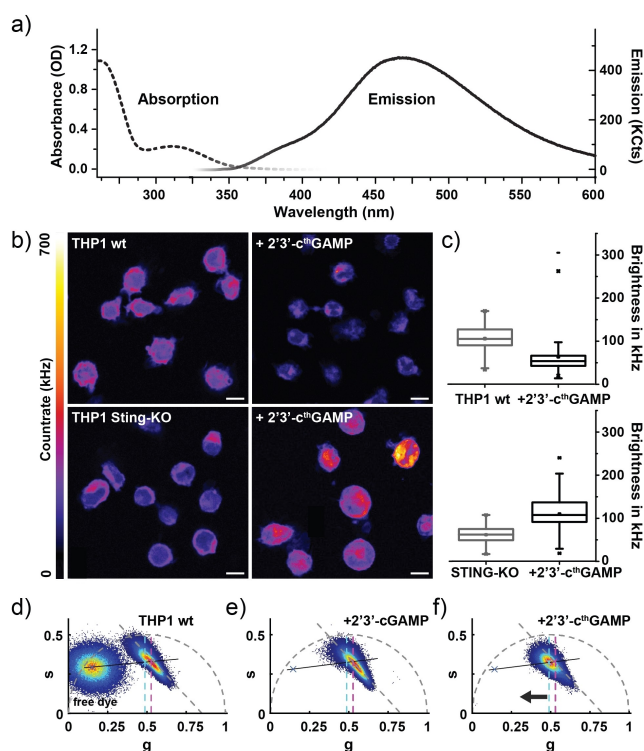 a)
Absorbance (OD)
1.2
0.8
0.4
0.0
Absorption
Emission
400
200
0
Emission (KCts)
300 350 400 450 500 550 600
Wavelength (nm)
b)
700
Countrate (kHz)
0
THP1 wt
+ 2'3'-cthGAMP
THP1 Sting-KO
+ 2'3'-cthGAMP
c)
300
200
100
0
Brightness in kHz
THP1 wt +2'3'-cthGAMP
300
200
100
0
Brightness in kHz
STING-KO +2'3'-cthGAMP
d)
THP1 wt
0.5
s
0
free dye
0 0.25 0.5 0.75 1
g
e)
+2'3'-cGAMP
0.5
s
0
0 0.25 0.5 0.75 1
g
f)
+2'3'-cthGAMP
0.5
s
0
0 0.25 0.5 0.75 1
g